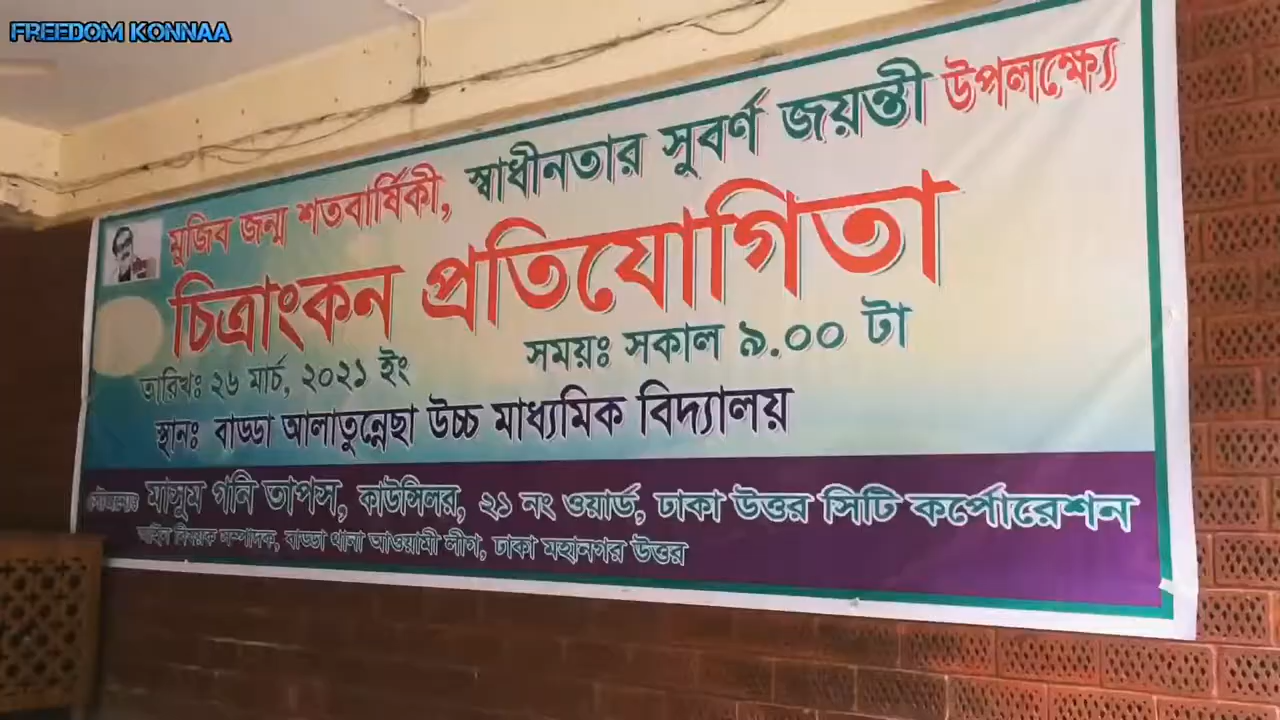 FREEDOM KONNAA
মুজিব জন্ম শতবার্ষিকী, স্বাধীনতার সুবর্ণ জয়ন্তী উপলক্ষ্যে
চিত্রাংকন প্রতিযোগিতা
তারিখঃ ২৬ মার্চ, ২০২১ ইং সময়ঃ সকাল ৯.০০ টা
স্থানঃ বাড্ডা আলাতুন্নেছা উচ্চ মাধ্যমিক বিদ্যালয়
মাসুম গনি তাপস, কাউন্সিলর, ২১ নং ওয়ার্ড, ঢাকা উত্তর সিটি কর্পোরেশন
বিষয়ক সম্পাদক, বাড্ডা থানা আওয়ামী লীগ, ঢাকা মহানগর উত্তর